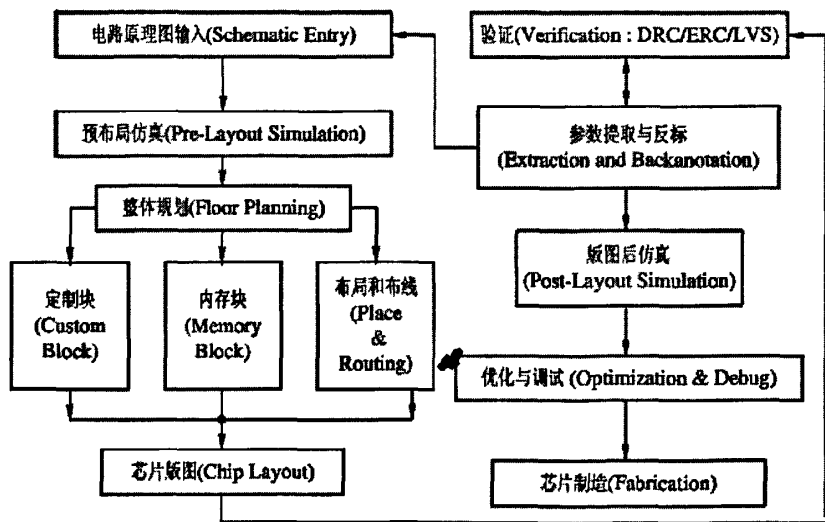 电路原理图输入(Schematic Entry)
预布局仿真(Pre-Layout Simulation)
整体规划(Floor Planning)
定制块
(Custom
Block)
内存块
(Memory
Block)
布局和布线
(Place
&
Routing)
芯片版图(Chip Layout)
验证(Verification : DRC/ERC/LVS)
参数提取与反标
(Extraction and Backanotation)
版图后仿真
(Post-Layout Simulation)
优化与调试 (Optimization & Debug)
芯片制造(Fabrication)